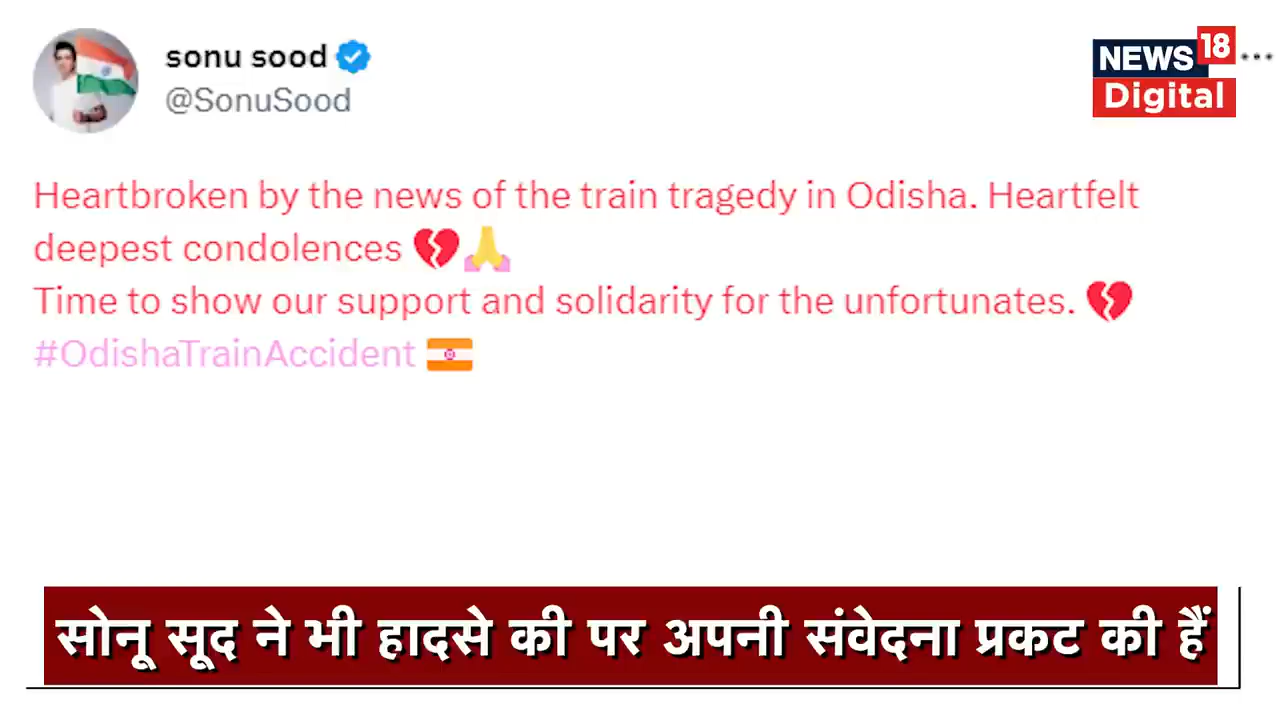 sonu sood
@SonuSood
NEWS 18
Digital
Heartbroken by the news of the train tragedy in Odisha. Heartfelt
deepest condolences 💔🙏
Time to show our support and solidarity for the unfortunates. 💔
#OdishaTrainAccident 🇮🇳
सोनू सूद ने भी हादसे की पर अपनी संवेदना प्रकट की हैं